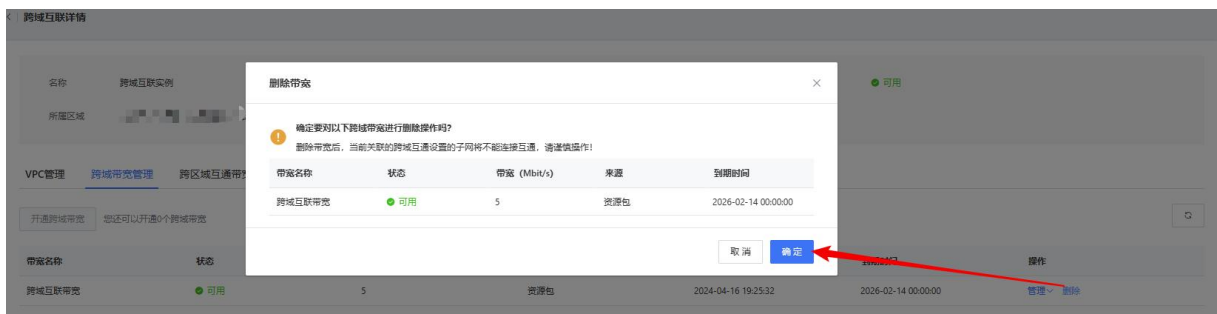 跨域互联详情
名称 跨域互联实例
可用
所属区域
删除带宽
确定要对以下跨域带宽进行删除操作吗?
删除带宽后，当前关联的跨域互通设置的子网将不能连接互通，请谨慎操作!
带宽名称 状态 带宽 (Mbit/s) 来源 到期时间
跨域互联带宽 可用 5 资源包 2026-02-14 00:00:00
取消 确定
VPC管理 跨域带宽管理 跨区域互通带宽
开通跨域带宽 您还可以开通0个跨域带宽
带宽名称 状态 到期时间 操作
跨域互联带宽 可用 5 资源包 2024-04-16 19:25:32 2026-02-14 00:00:00 管理 删除